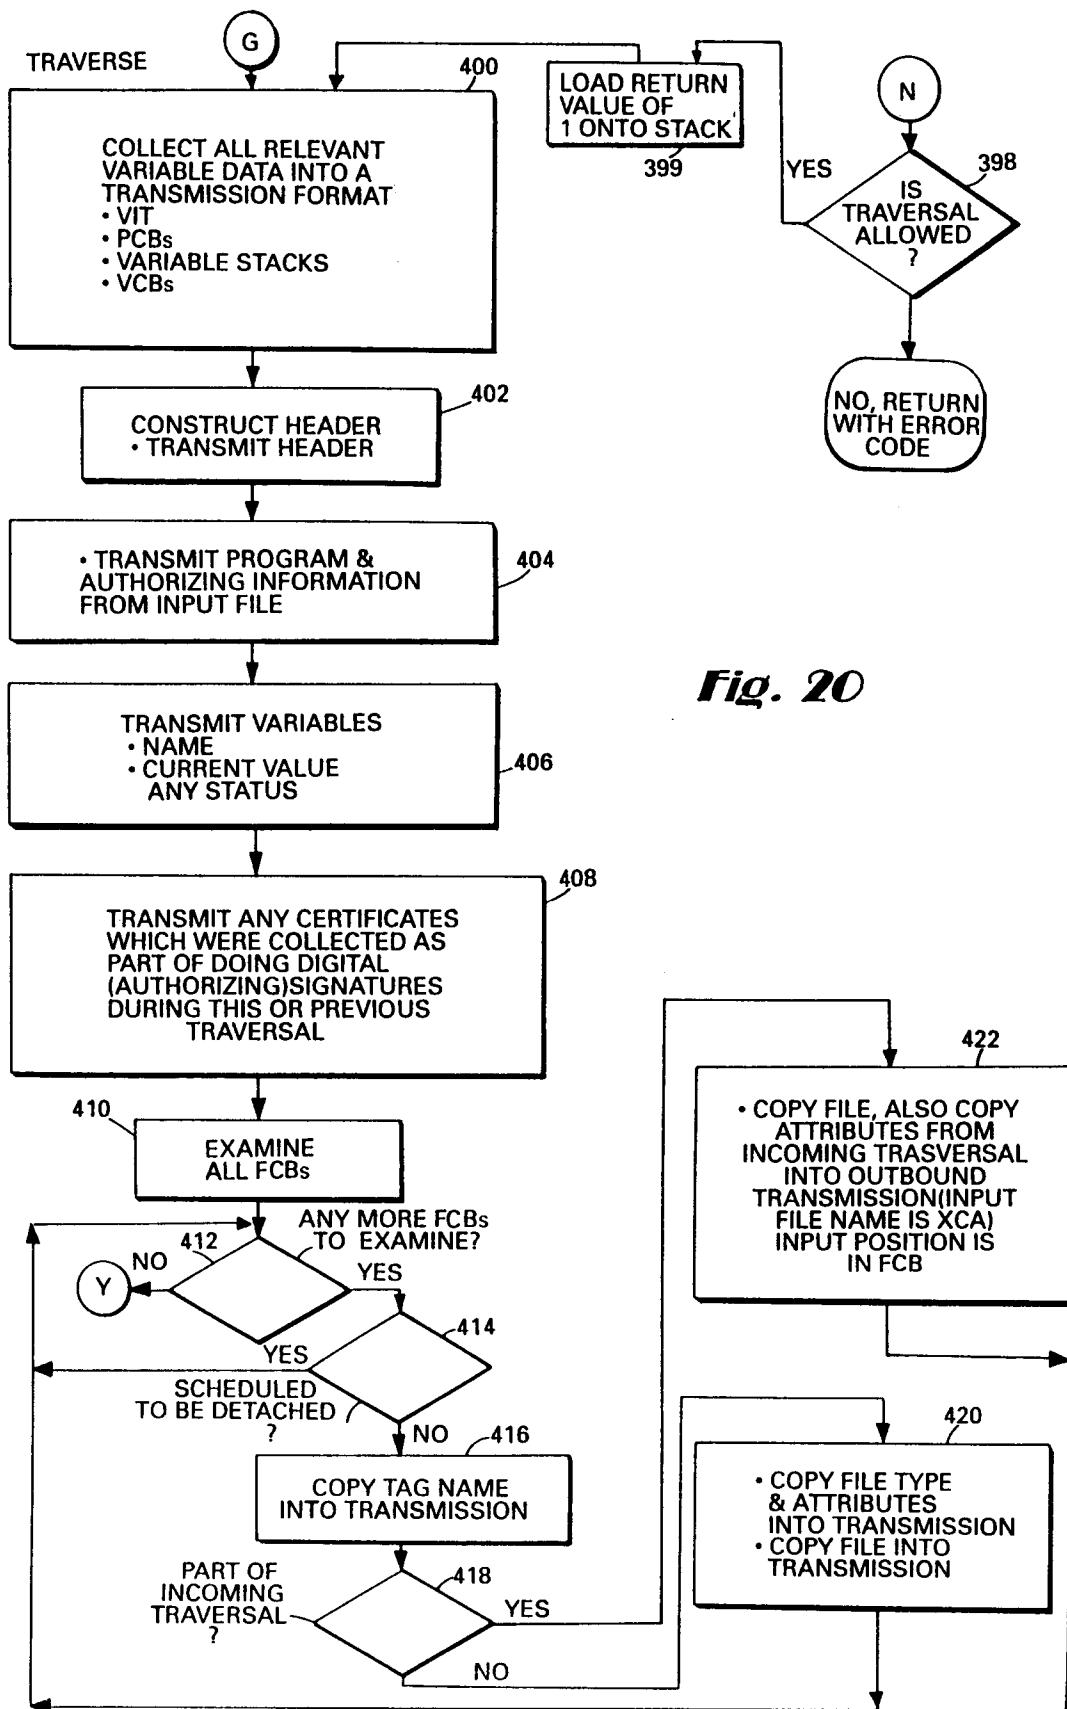 G
TRAVERSE
400
COLLECT ALL RELEVANT
VARIABLE DATA INTO A
TRANSMISSION FORMAT
• VIT
• PCBs
• VARIABLE STACKS
• VCBs
LOAD RETURN
VALUE OF
1 ONTO STACK
399
N
YES
398
IS
TRAVERSAL
ALLOWED
?
NO, RETURN
WITH ERROR
CODE
402
CONSTRUCT HEADER
• TRANSMIT HEADER
404
• TRANSMIT PROGRAM &
AUTHORIZING INFORMATION
FROM INPUT FILE
Fig. 20
406
TRANSMIT VARIABLES
• NAME
• CURRENT VALUE
ANY STATUS
408
TRANSMIT ANY CERTIFICATES
WHICH WERE COLLECTED AS
PART OF DOING DIGITAL
(AUTHORIZING)SIGNATURES
DURING THIS OR PREVIOUS
TRAVERSAL
410
EXAMINE
ALL FCBs
ANY MORE FCBs
TO EXAMINE?
412
NO
Y
YES
414
YES
SCHEDULED
TO BE DETACHED
?
NO
416
COPY TAG NAME
INTO TRANSMISSION
PART OF
INCOMING
TRAVERSAL
?
418
YES
NO
422
• COPY FILE, ALSO COPY
ATTRIBUTES FROM
INCOMING TRASVERSAL
INTO OUTBOUND
TRANSMISSION(INPUT
FILE NAME IS XCA)
INPUT POSITION IS
IN FCB
420
• COPY FILE TYPE
& ATTRIBUTES
INTO TRANSMISSION
• COPY FILE INTO
TRANSMISSION